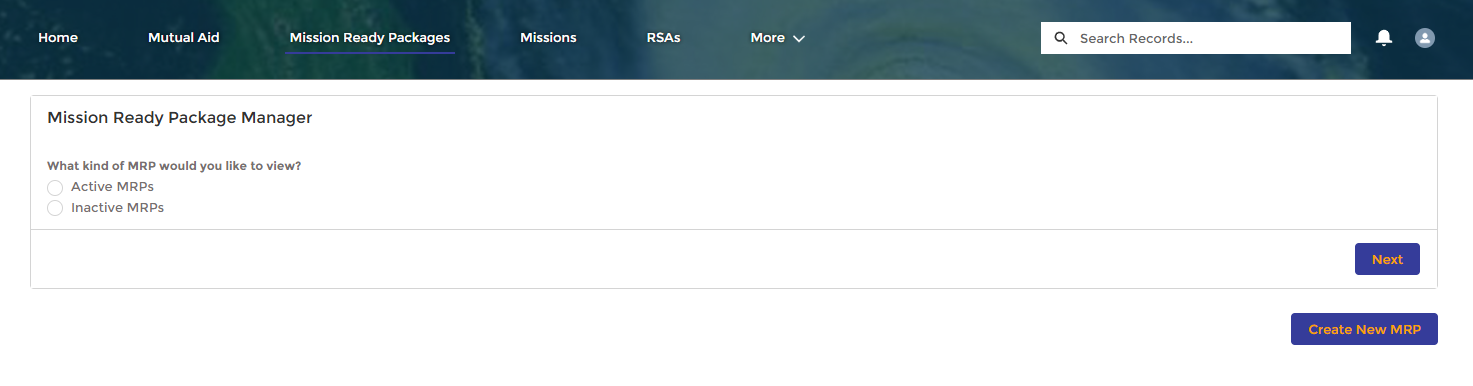 Home Mutual Aid Mission Ready Packages Missions RSAs More Search Records...
Mission Ready Package Manager
What kind of MRP would you like to view?
Active MRPs
Inactive MRPs
Next
Create New MRP